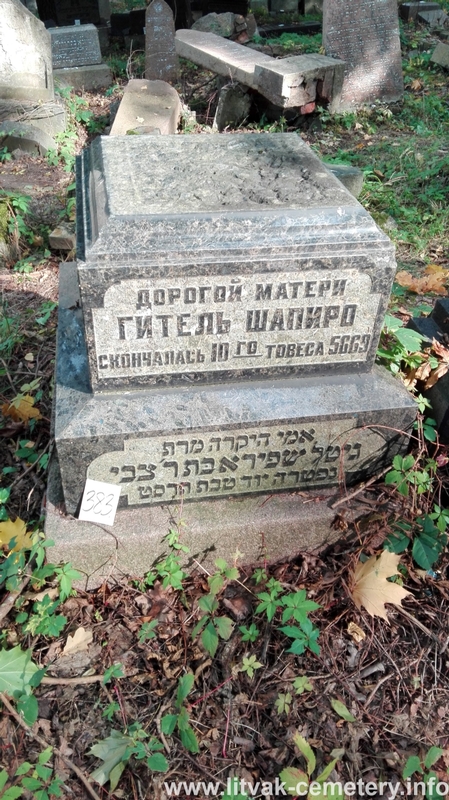 ДОРОГОЙ МАТЕРИ
ГИТЕЛЬ ШАПИРО
СКОНЧАЛАСЬ 10 ГО ТОВЕСА 5669
אמי היקרה מרת
גיטל שפירא בת ר צבי
נפטרה יוד טבת תרסט
383
www.litvak-cemetery.info